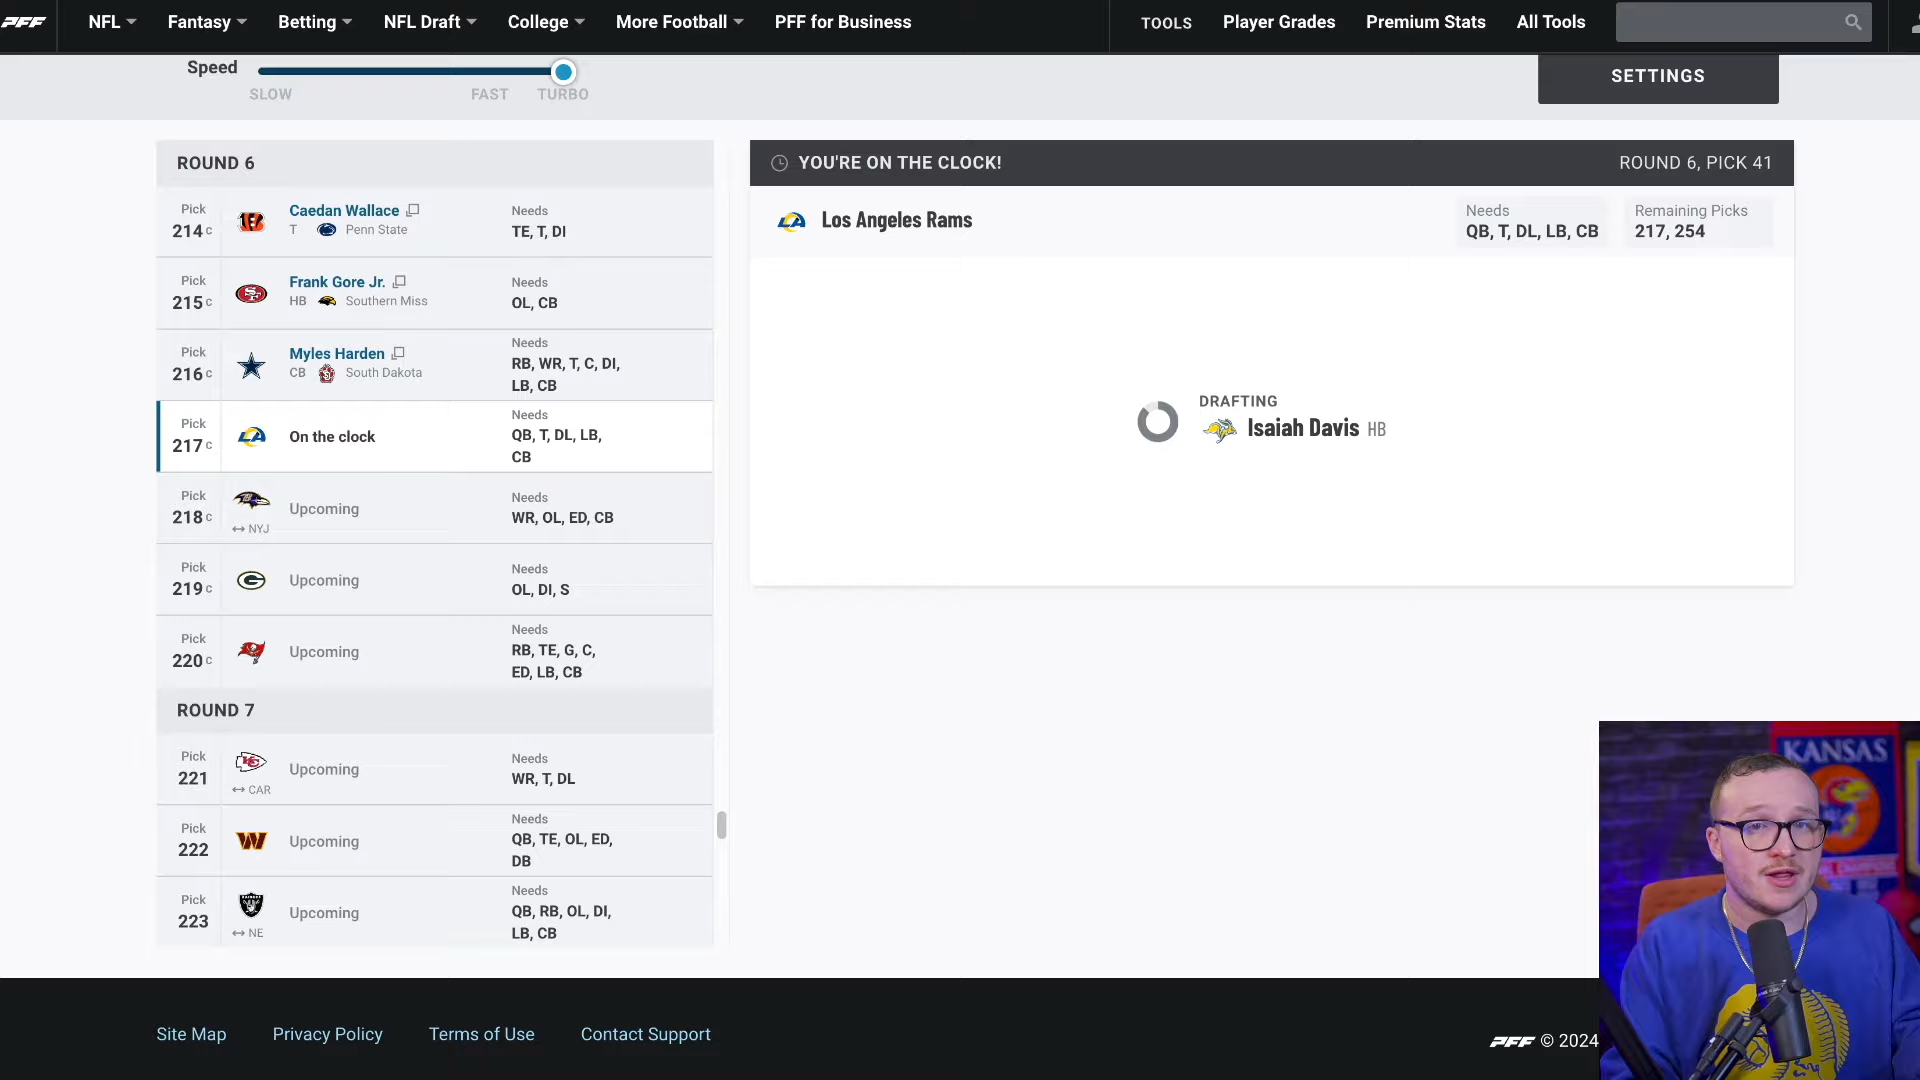 PFF
NFL
Fantasy
Betting
NFL Draft
College
More Football
PFF for Business
TOOLS
Player Grades
Premium Stats
All Tools
Speed
SLOW
FAST
TURBO
SETTINGS
ROUND 6
Pick
214 c
Caedan Wallace
T Penn State
Needs
TE, T, DI
Pick
215 c
Frank Gore Jr.
HB Southern Miss
Needs
OL, CB
Pick
216 c
Myles Harden
CB South Dakota
Needs
RB, WR, T, C, DI,
LB, CB
Pick
217 c
On the clock
Needs
QB, T, DL, LB,
CB
Pick
218 c
NYJ
Upcoming
Needs
WR, OL, ED, CB
Pick
219 c
Upcoming
Needs
OL, DI, S
Pick
220 c
Upcoming
Needs
RB, TE, G, C,
ED, LB, CB
ROUND 7
Pick
221
CAR
Upcoming
Needs
WR, T, DL
Pick
222
Upcoming
Needs
QB, TE, OL, ED,
DB
Pick
223
NE
Upcoming
Needs
QB, RB, OL, DI,
LB, CB
YOU'RE ON THE CLOCK!
ROUND 6, PICK 41
Los Angeles Rams
Needs
QB, T, DL, LB, CB
Remaining Picks
217, 254
DRAFTING
Isaiah Davis HB
KANSAS
Site Map
Privacy Policy
Terms of Use
Contact Support
PFF © 2024